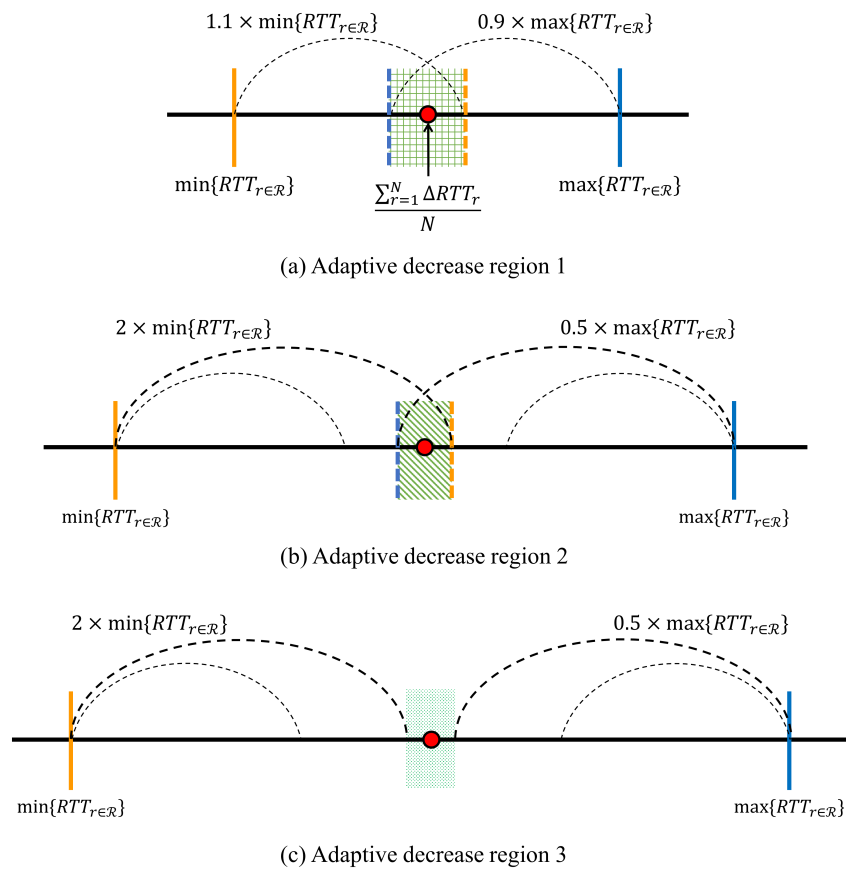 1.1 × min{RTT_{r∈ℛ}} 0.9 × max{RTT_{r∈ℛ}}
min{RTT_{r∈ℛ}} max{RTT_{r∈ℛ}}
∑_{r=1}^{N} ΔRTT_r
N
(a) Adaptive decrease region 1
2 × min{RTT_{r∈ℛ}} 0.5 × max{RTT_{r∈ℛ}}
min{RTT_{r∈ℛ}} max{RTT_{r∈ℛ}}
(b) Adaptive decrease region 2
2 × min{RTT_{r∈ℛ}} 0.5 × max{RTT_{r∈ℛ}}
min{RTT_{r∈ℛ}} max{RTT_{r∈ℛ}}
(c) Adaptive decrease region 3